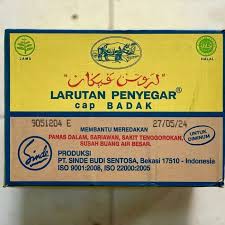 JAMU
HALAL
"لاروتن ڤڽݢر"
LARUTAN PENYEGAR®
cap BADAK
9051204 E
27/05/24
MEMBANTU MEREDAKAN
PANAS DALAM, SARIAWAN, SAKIT TENGGOROKAN,
SUSAH BUANG AIR BESAR.
UNTUK
DIMINUM
Sinde
PRODUKSI
PT. SINDE BUDI SENTOSA, Bekasi 17510 - Indonesia
ISO 9001:2008, ISO 22000:2005